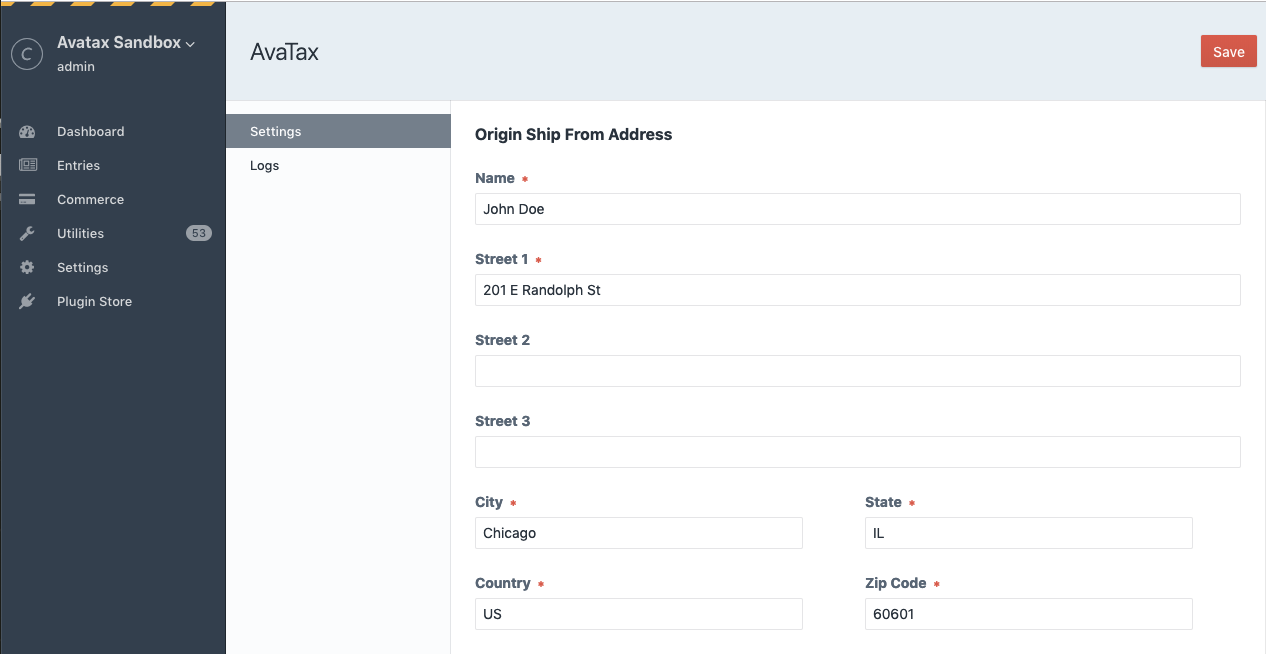 C
Avatax Sandbox
admin
Dashboard
Entries
Commerce
Utilities 53
Settings
Plugin Store
AvaTax
Save
Settings
Logs
Origin Ship From Address
Name *
John Doe
Street 1 *
201 E Randolph St
Street 2
Street 3
City *
Chicago
State *
IL
Country *
US
Zip Code *
60601